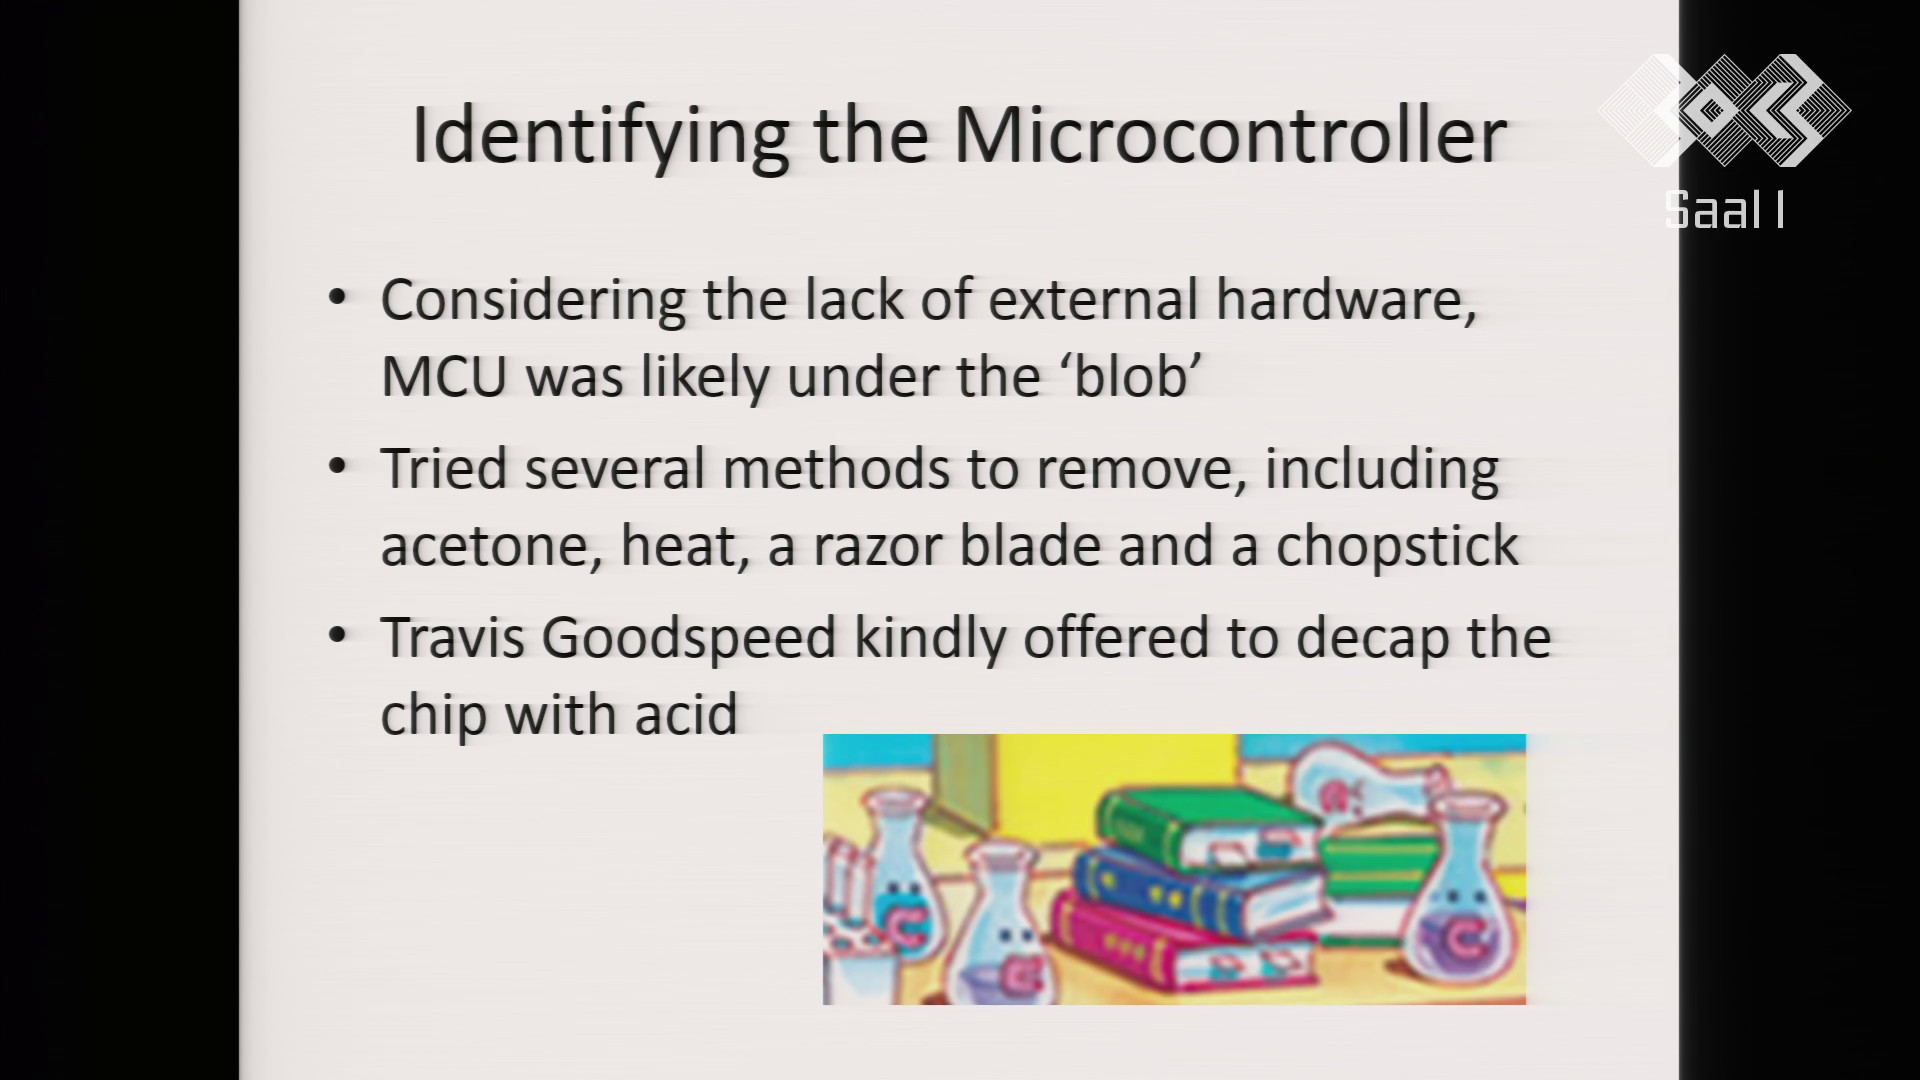 Identifying the Microcontroller
Saal 1
• Considering the lack of external hardware,
MCU was likely under the ‘blob’
• Tried several methods to remove, including
acetone, heat, a razor blade and a chopstick
• Travis Goodspeed kindly offered to decap the
chip with acid